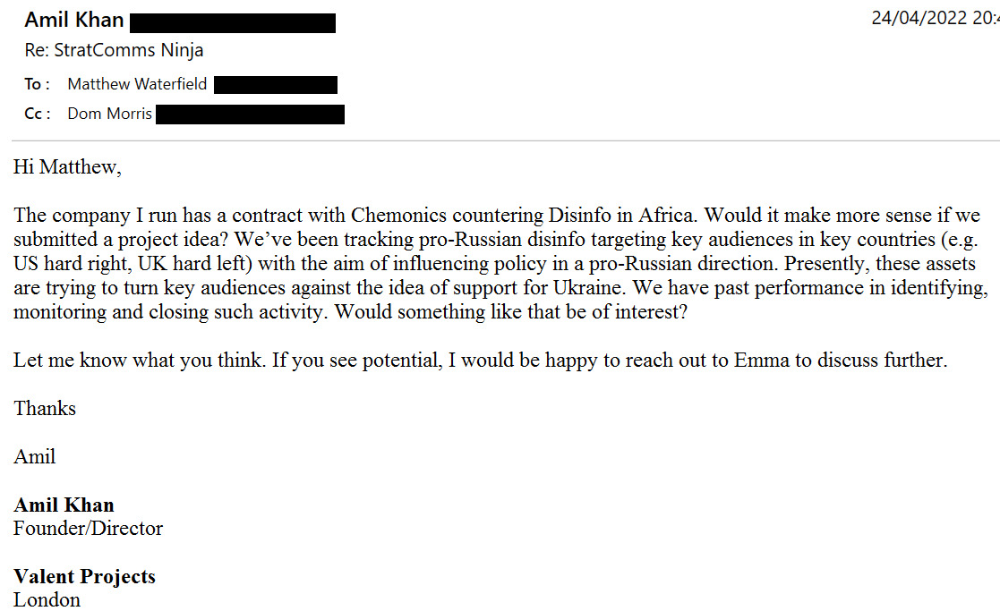 Amil Khan
24/04/2022 20:4
Re: StratComms Ninja
To : Matthew Waterfield
Cc : Dom Morris
Hi Matthew,
The company I run has a contract with Chemonics countering Disinfo in Africa. Would it make more sense if we
submitted a project idea? We’ve been tracking pro-Russian disinfo targeting key audiences in key countries (e.g.
US hard right, UK hard left) with the aim of influencing policy in a pro-Russian direction. Presently, these assets
are trying to turn key audiences against the idea of support for Ukraine. We have past performance in identifying,
monitoring and closing such activity. Would something like that be of interest?
Let me know what you think. If you see potential, I would be happy to reach out to Emma to discuss further.
Thanks
Amil
Amil Khan
Founder/Director
Valent Projects
London